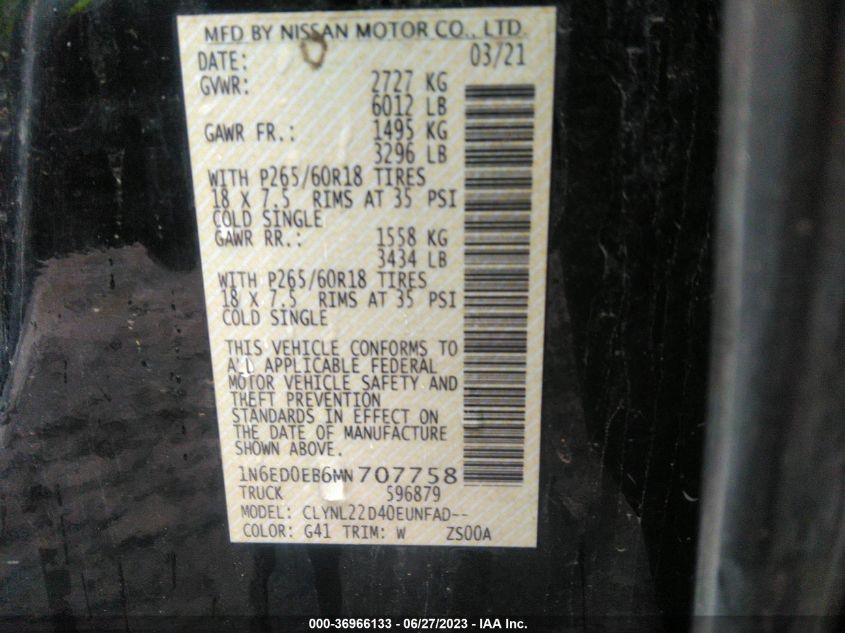 MFD BY NISSAN MOTOR CO., LTD.
DATE: 03/21
GVWR: 2727 KG
6012 LB
GAWR FR.: 1495 KG
3296 LB
WITH P265/60R18 TIRES
18 X 7.5 RIMS AT 35 PSI
COLD SINGLE
GAWR RR.: 1558 KG
3434 LB
WITH P265/60R18 TIRES
18 X 7.5 RIMS AT 35 PSI
COLD SINGLE
THIS VEHICLE CONFORMS TO
ALL APPLICABLE FEDERAL
MOTOR VEHICLE SAFETY AND
THEFT PREVENTION
STANDARDS IN EFFECT ON
THE DATE OF MANUFACTURE
SHOWN ABOVE.
1N6ED0EB6MN707758
TRUCK 596879
MODEL: CLYNL22D40EUNFAD--
COLOR: G41 TRIM: W ZS00A
000-36966133 - 06/27/2023 - IAA Inc.